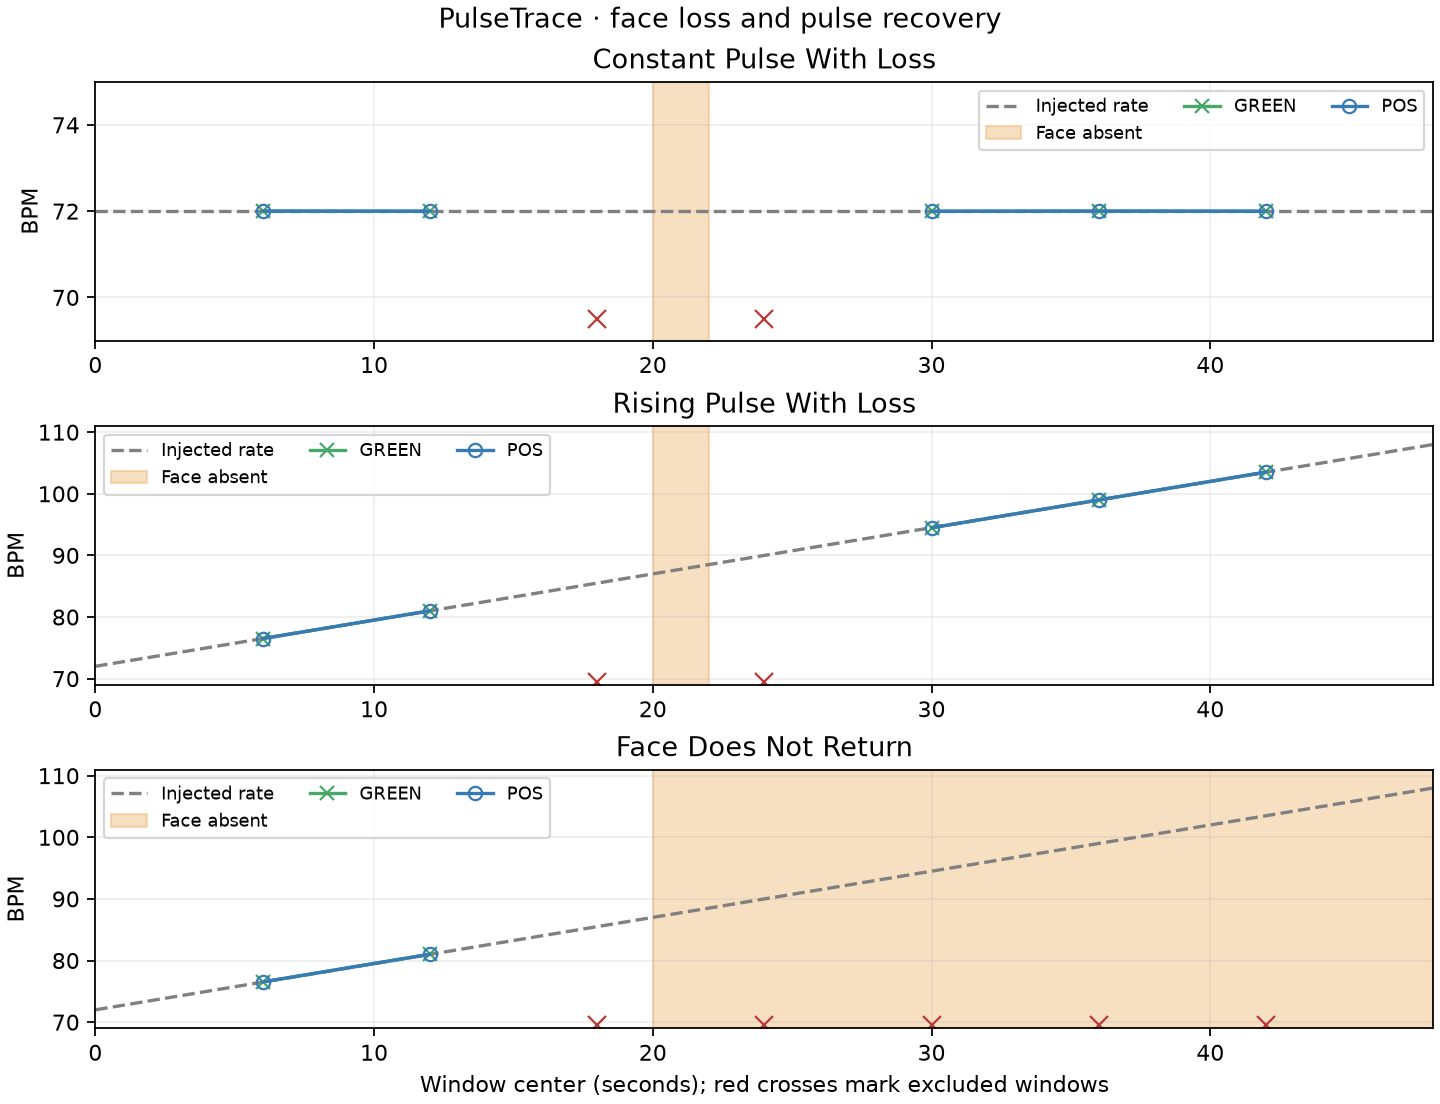 PulseTrace · face loss and pulse recovery
Constant Pulse With Loss
BPM
74
72
70
Injected rate GREEN POS
Face absent
0 10 20 30 40
Rising Pulse With Loss
BPM
110
100
90
80
70
Injected rate GREEN POS
Face absent
0 10 20 30 40
Face Does Not Return
BPM
110
100
90
80
70
Injected rate GREEN POS
Face absent
0 10 20 30 40
Window center (seconds); red crosses mark excluded windows